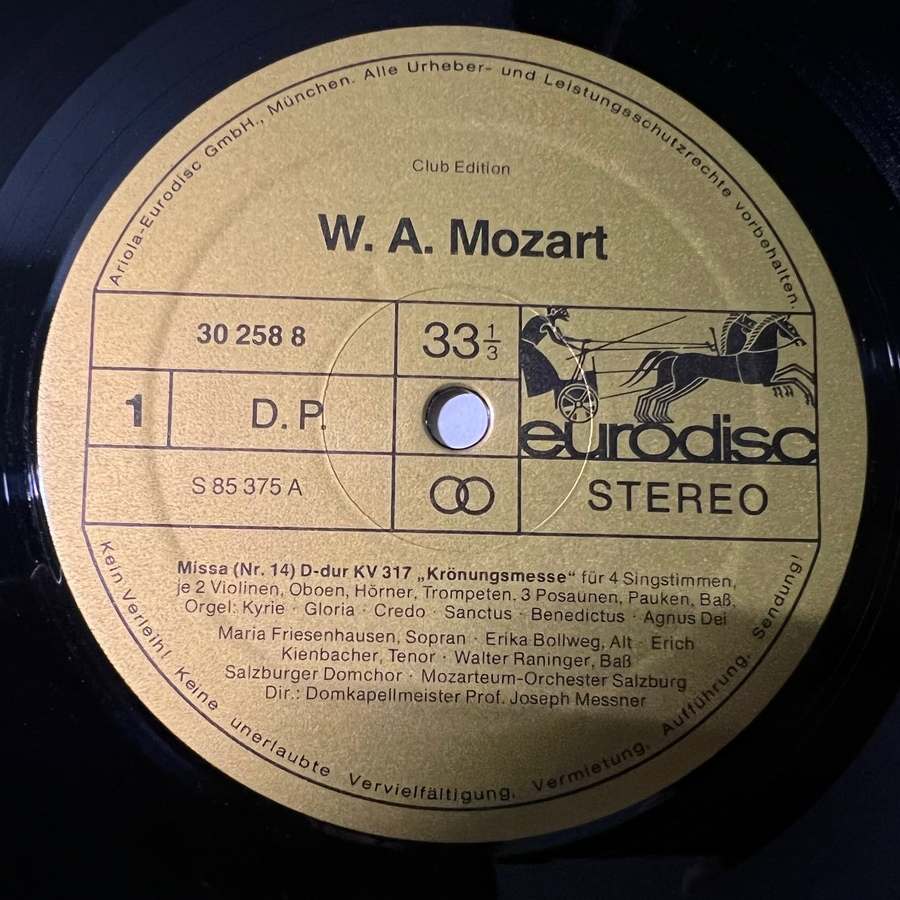 Ariola-Eurodisc GmbH., München. Alle Urheber- und Leistungsschutzrechte vorbehalten.
Club Edition
W. A. Mozart
30 258 8
33 1/3
1
D. P.
eurodisc
S 85 375 A
STEREO
Missa (Nr. 14) D-dur KV 317 „Krönungsmesse“ für 4 Singstimmen,
je 2 Violinen, Oboen, Hörner, Trompeten, 3 Posaunen, Pauken, Baß.
Orgel: Kyrie · Gloria · Credo · Sanctus · Benedictus · Agnus Dei
Maria Friesenhausen, Sopran · Erika Bollweg, Alt · Erich
Kienbacher, Tenor · Walter Raninger, Baß
Salzburger Domchor · Mozarteum-Orchester Salzburg
Dir.: Domkapellmeister Prof. Joseph Messner
Kein Verleih! Keine unerlaubte Vervielfältigung, Vermietung, Aufführung, Sendung!